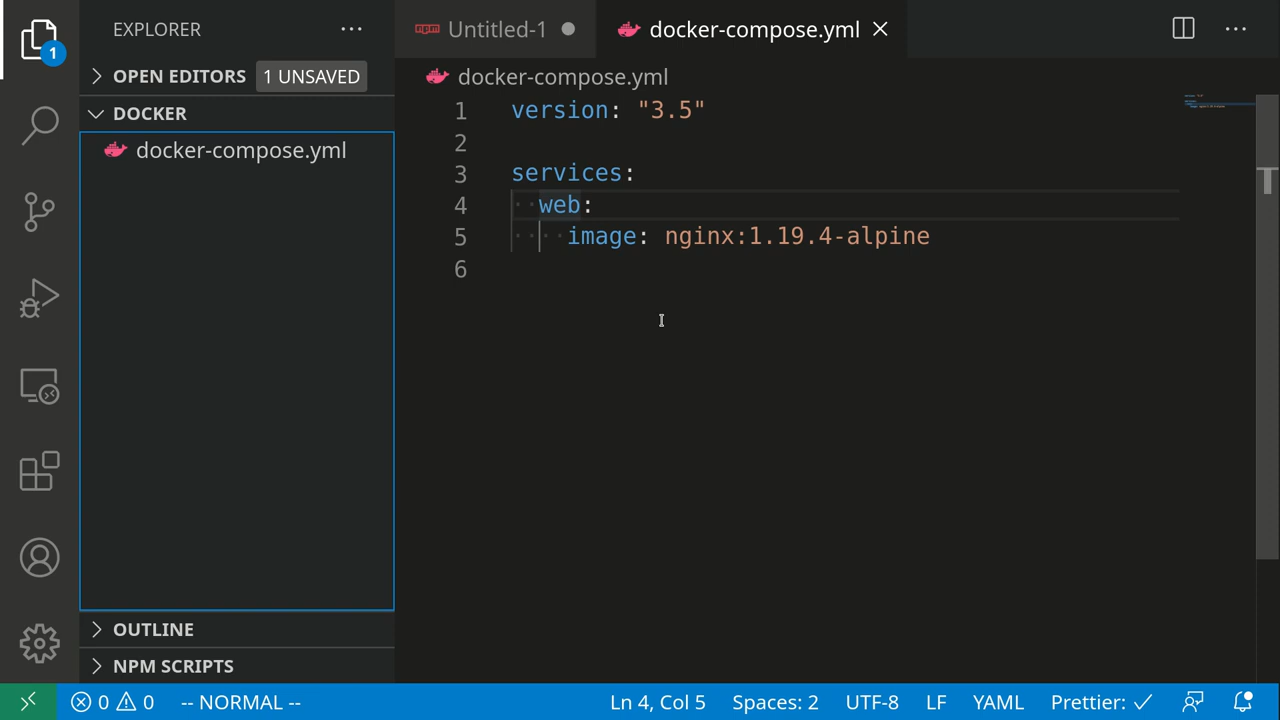 EXPLORER
OPEN EDITORS 1 UNSAVED
DOCKER
docker-compose.yml
OUTLINE
NPM SCRIPTS
1
Untitled-1
docker-compose.yml
docker-compose.yml
1 version: "3.5"
2
3 services:
4 web:
5 image: nginx:1.19.4-alpine
6
0 0 -- NORMAL -- Ln 4, Col 5 Spaces: 2 UTF-8 LF YAML Prettier: